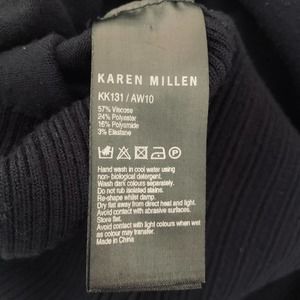 KAREN MILLEN
KK131 / AW10
57% Viscose
24% Polyester
16% Polyamide
3% Elastane
Hand wash in cool water using
non- biological detergent.
Wash dark colours separately.
Do not rub isolated stains.
Re-shape whilst damp.
Dry flat away from direct heat and light.
Avoid contact with abrasive surfaces.
Store flat.
Avoid contact with light colours when wet
as colour may transfer.
Made in China